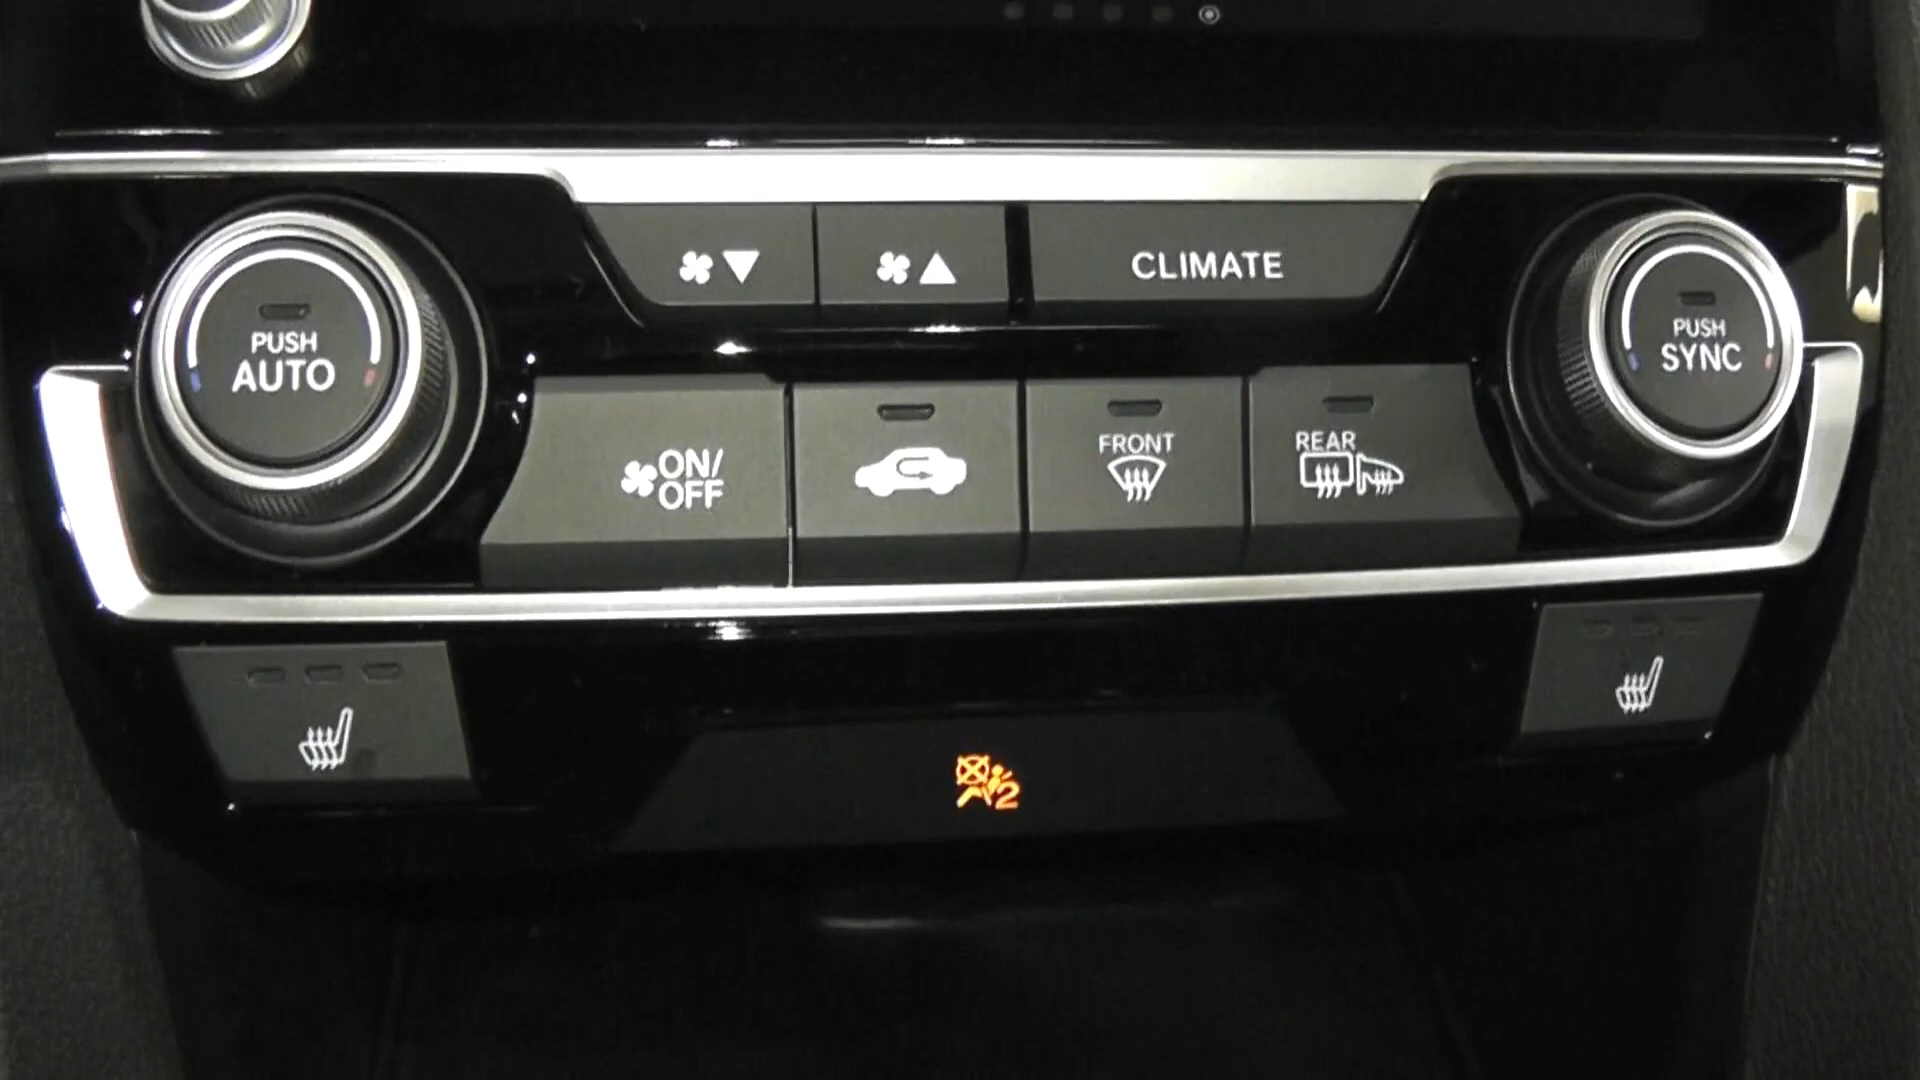 CLIMATE
PUSH
AUTO
PUSH
SYNC
ON/
OFF
FRONT
REAR
2